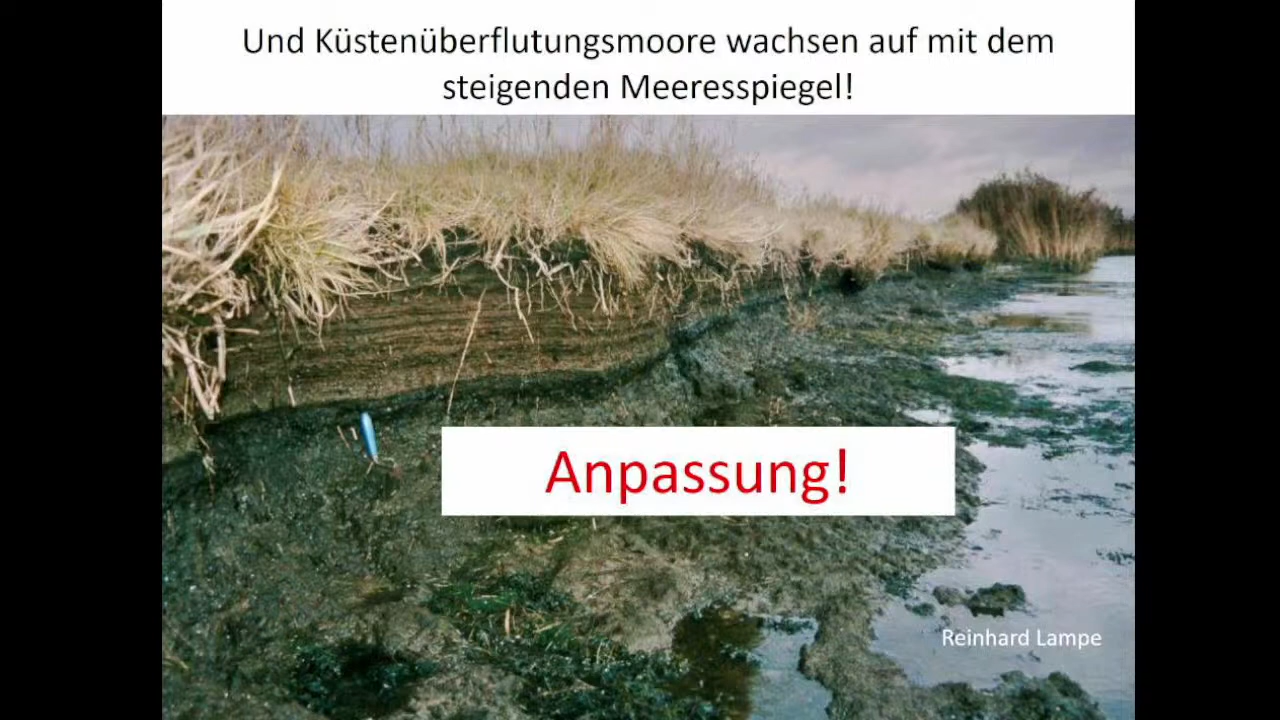 Und Küstenüberflutungsmoore wachsen auf mit dem
steigenden Meeresspiegel!
Anpassung!
Reinhard Lampe